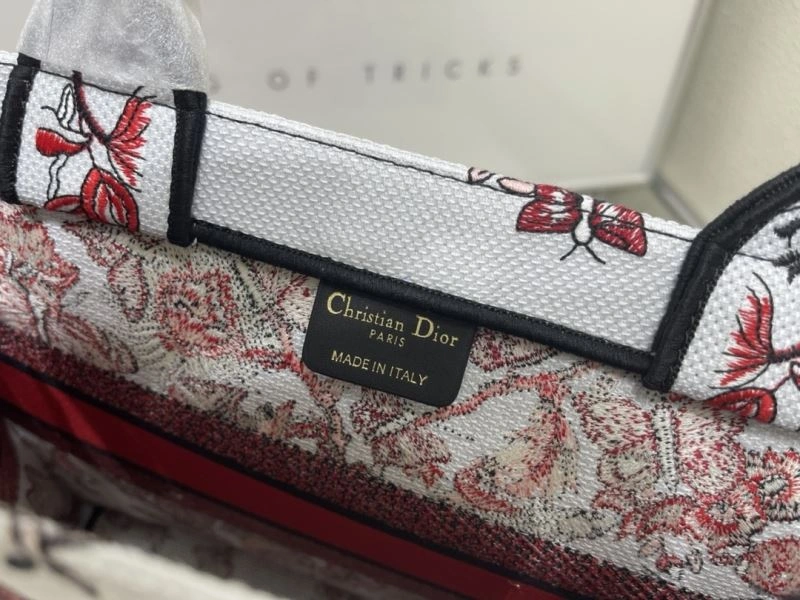 OF TRICKS
Christian Dior
PARIS
MADE IN ITALY